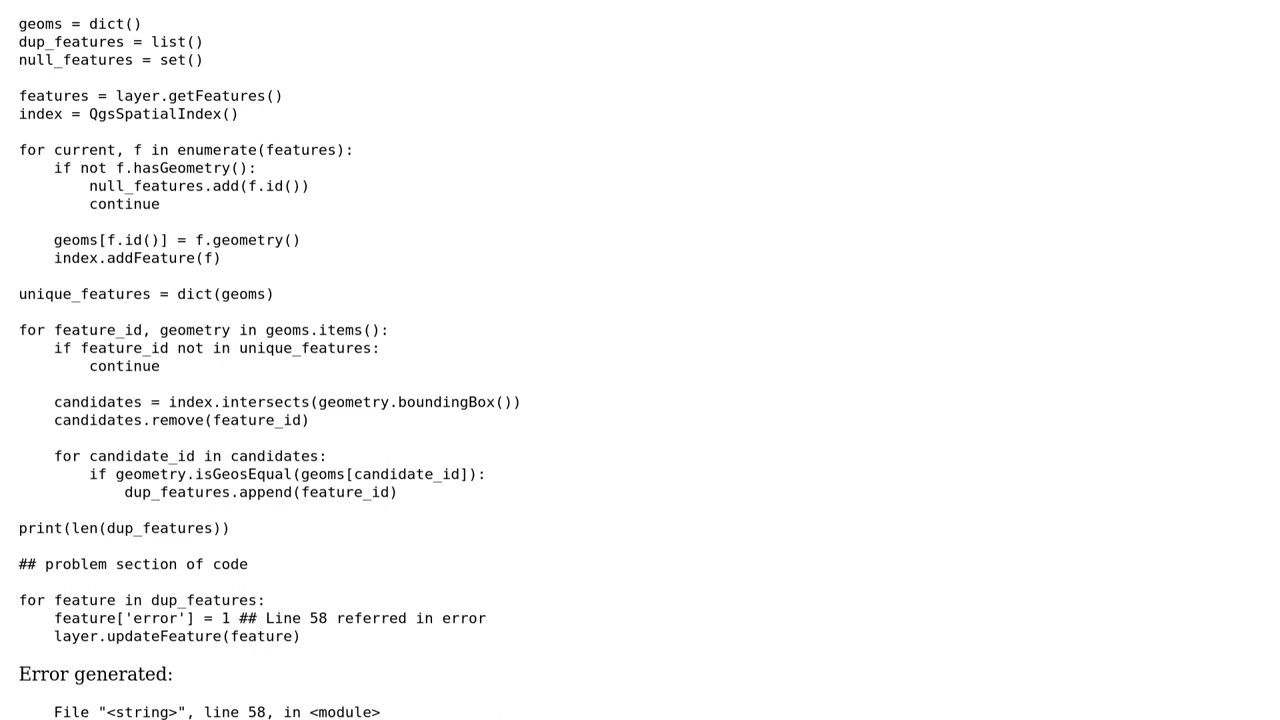 geoms = dict()
dup_features = list()
null_features = set()

features = layer.getFeatures()
index = QgsSpatialIndex()

for current, f in enumerate(features):
    if not f.hasGeometry():
        null_features.add(f.id())
        continue

    geoms[f.id()] = f.geometry()
    index.addFeature(f)

unique_features = dict(geoms)

for feature_id, geometry in geoms.items():
    if feature_id not in unique_features:
        continue

    candidates = index.intersects(geometry.boundingBox())
    candidates.remove(feature_id)

    for candidate_id in candidates:
        if geometry.isGeosEqual(geoms[candidate_id]):
            dup_features.append(feature_id)

print(len(dup_features))

## problem section of code

for feature in dup_features:
    feature['error'] = 1 ## Line 58 referred in error
    layer.updateFeature(feature)

Error generated:

    File "<string>", line 58, in <module>